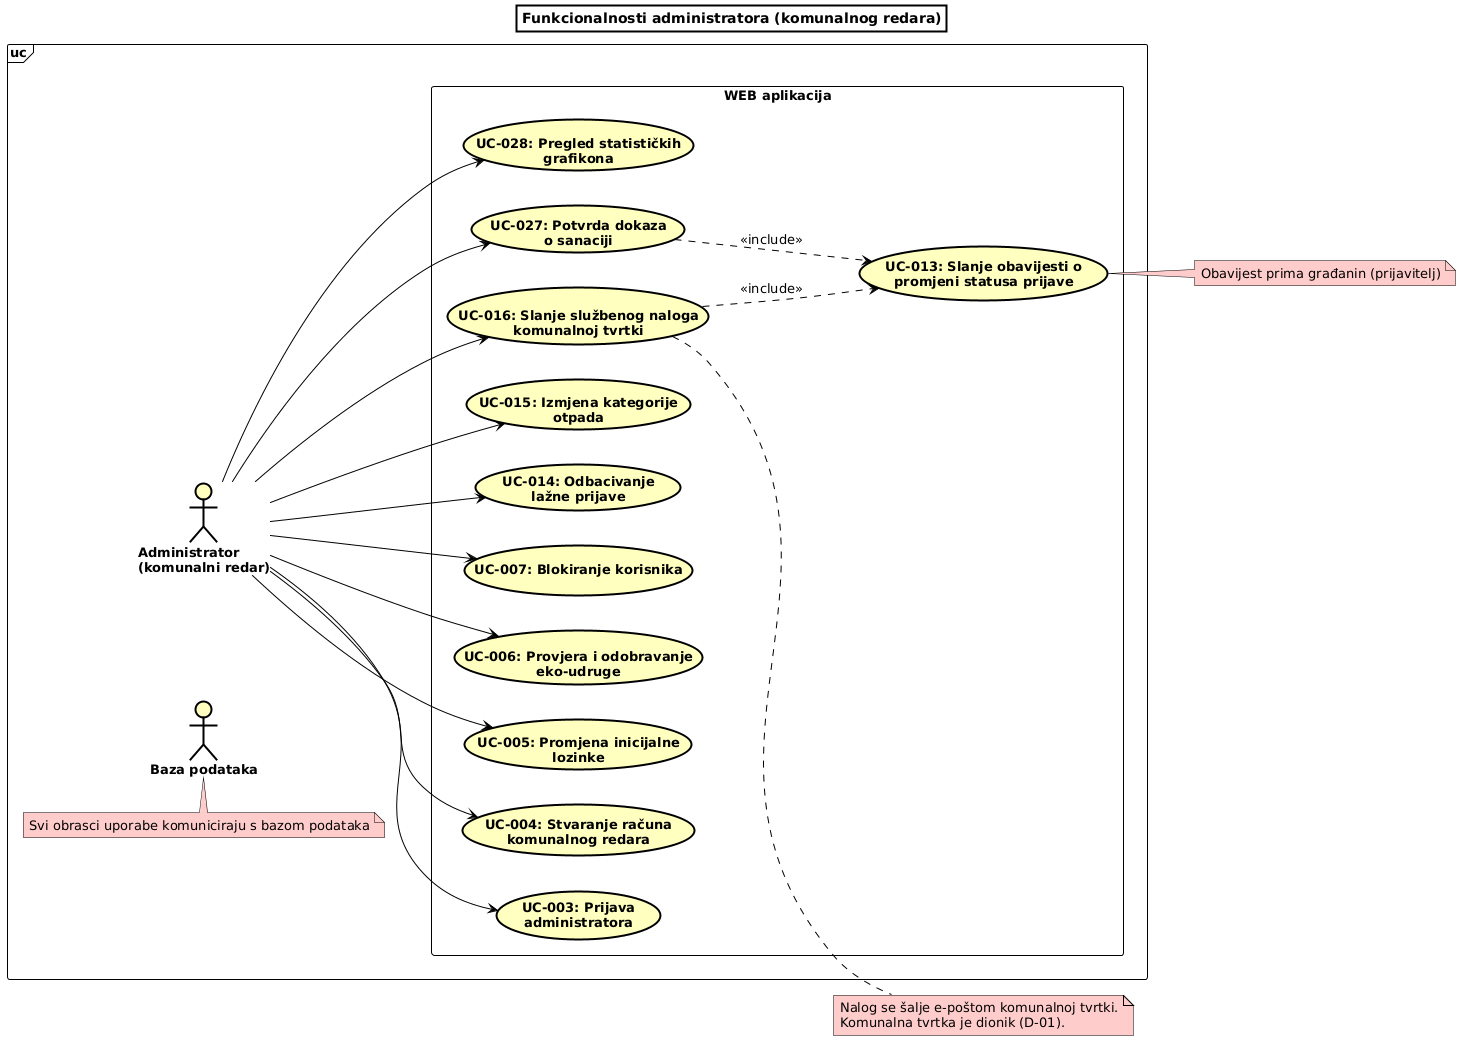 Funkcionalnosti administratora (komunalnog redara)
uc
WEB aplikacija
UC-028: Pregled statističkih
grafikona
UC-027: Potvrda dokaza
o sanaciji
«include»
UC-013: Slanje obavijesti o
promjeni statusa prijave
Obavijest prima građanin (prijavitelj)
UC-016: Slanje službenog naloga
komunalnoj tvrtki
«include»
UC-015: Izmjena kategorije
otpada
UC-014: Odbacivanje
lažne prijave
Administrator
(komunalni redar)
UC-007: Blokiranje korisnika
UC-006: Provjera i odobravanje
eko-udruge
UC-005: Promjena inicijalne
lozinke
Baza podataka
Svi obrasci uporabe komuniciraju s bazom podataka
UC-004: Stvaranje računa
komunalnog redara
UC-003: Prijava
administratora
Nalog se šalje e-poštom komunalnoj tvrtki.
Komunalna tvrtka je dionik (D-01).